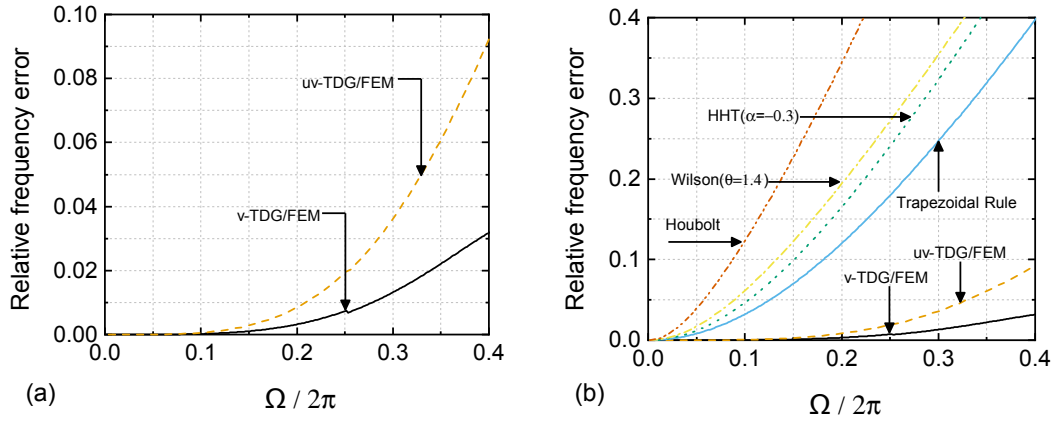 0.10
0.08
0.06
0.04
0.02
0.00
Relative frequency error
uv-TDG/FEM
v-TDG/FEM
0.0 0.1 0.2 0.3 0.4
(a)
Ω / 2π
0.4
0.3
0.2
0.1
0.0
Relative frequency error
HHT(α=−0.3)
Wilson(θ=1.4)
Trapezoidal Rule
Houbolt
uv-TDG/FEM
v-TDG/FEM
0.0 0.1 0.2 0.3 0.4
(b)
Ω / 2π